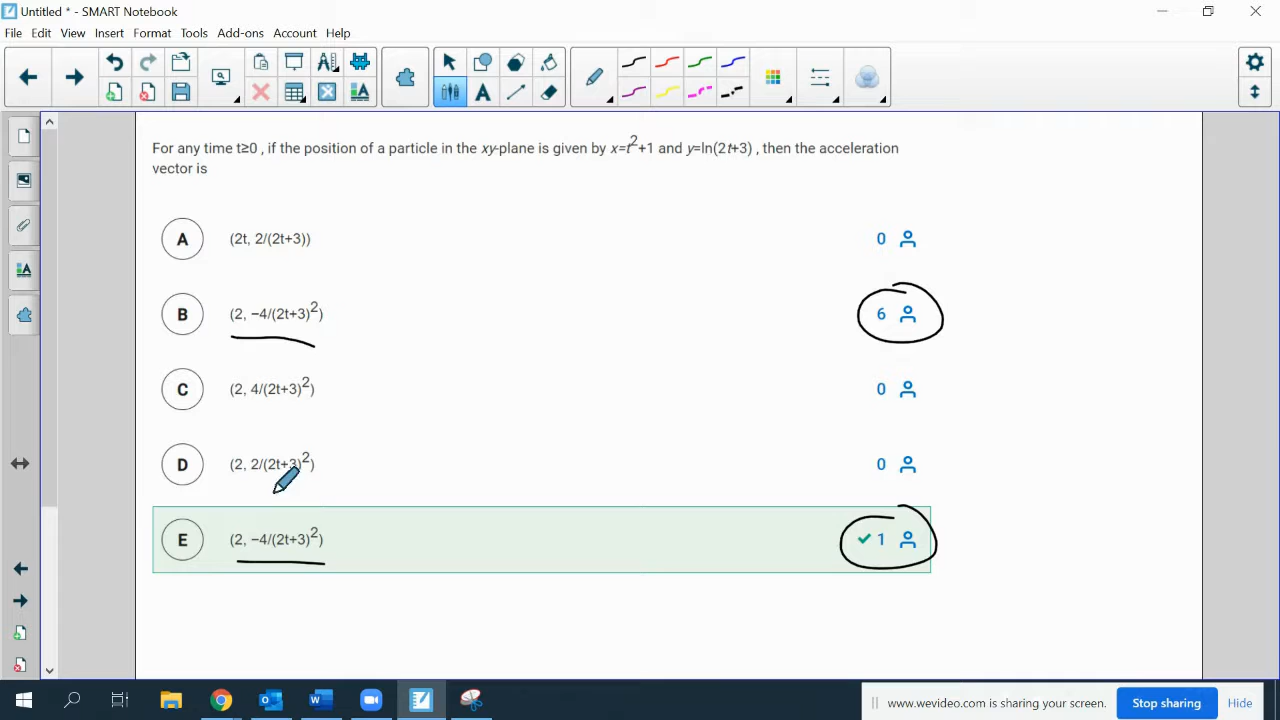 Untitled * - SMART Notebook
File Edit View Insert Format Tools Add-ons Account Help
For any time t≥0 , if the position of a particle in the xy-plane is given by x=t²+1 and y=ln(2t+3) , then the acceleration
vector is
A (2t, 2/(2t+3)) 0
B (2, −4/(2t+3)²) 6
C (2, 4/(2t+3)²) 0
D (2, 2/(2t+3)²) 0
E (2, −4/(2t+3)²) 1
www.wevideo.com is sharing your screen. Stop sharing Hide